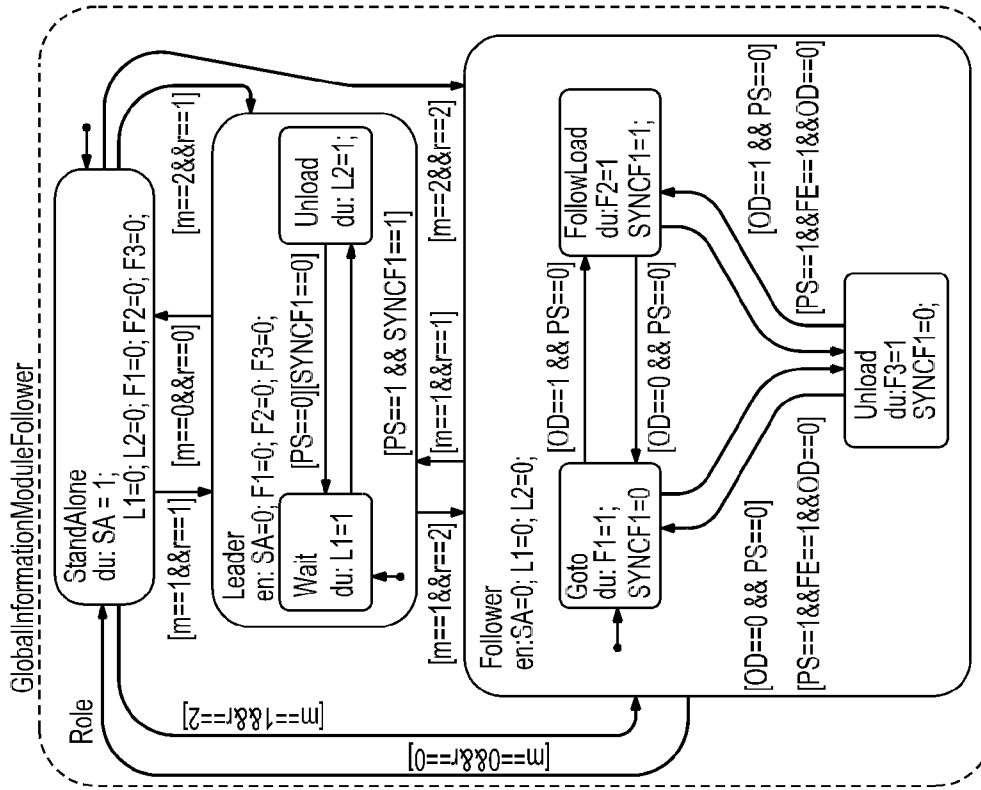 GlobalInformationModuleFollower
Role
StandAlone
du: SA = 1;
L1=0; L2=0; F1=0; F2=0; F3=0;
[m==1&&r==1]
[m==0&&r==0]
[m==2&&r==1]
Leader
en: SA=0; F1=0; F2=0; F3=0;
Wait
du: L1=1
[PS==0][SYNCF1==0]
Unload
du: L2=1;
[PS==1 && SYNCF1==1]
[m==1&&r==2]
[m==1&&r==1]
[m==2&&r==2]
[m==1&&r==2]
[m==0&&r==0]
Follower
en:SA=0; L1=0; L2=0;
Goto
du: F1=1;
SYNCF1=0
[OD==1 && PS==0]
[OD==0 && PS==0]
FollowLoad
du:F2=1
SYNCF1=1;
[OD==0 && PS==0]
[PS==1&&FE==1&&OD==0]
Unload
du:F3=1
SYNCF1=0;
[OD==1 && PS==0]
[PS==1&&FE==1&&OD==0]